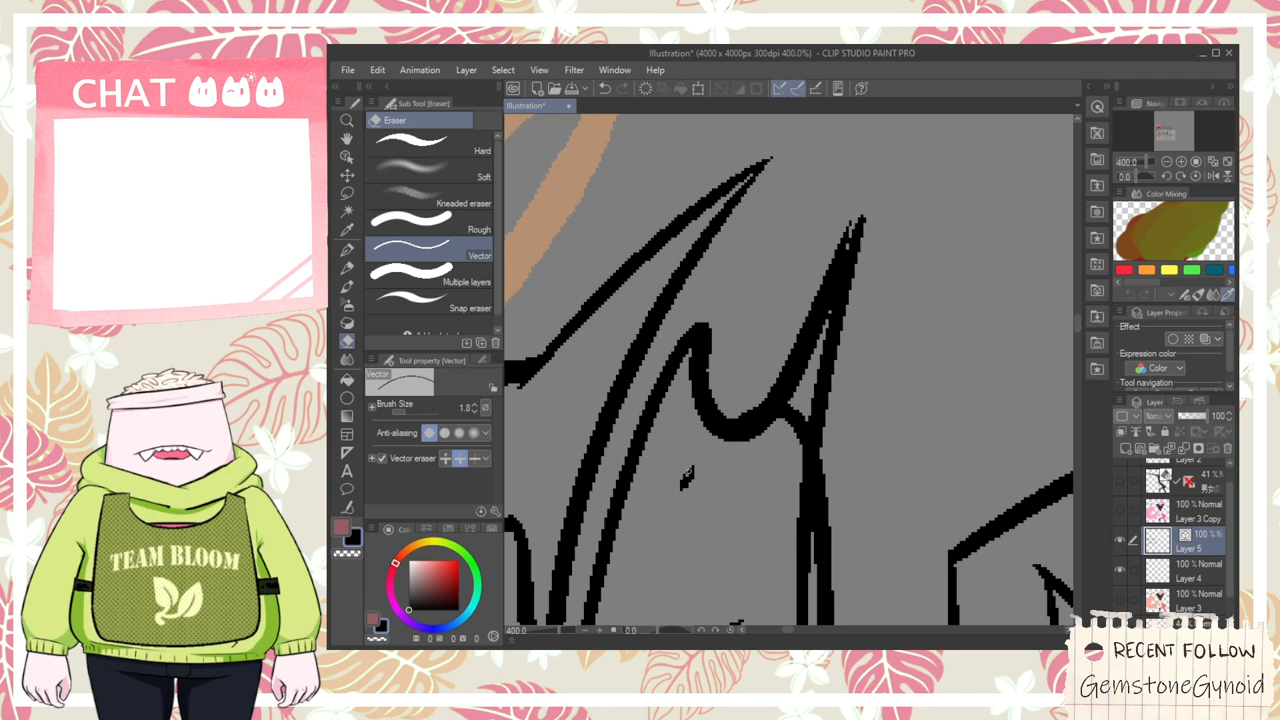 CHAT
Illustration* (4000 x 4000px 300dpi 400.0%) - CLIP STUDIO PAINT PRO
File Edit Animation Layer Select View Filter Window Help
Sub Tool [Eraser]
Illustration*
Eraser
Hard
Soft
Kneaded eraser
Rough
Vector
Multiple layers
Snap eraser
Tool property [Vector]
Vector
Brush Size 1.8
Anti-aliasing
Vector eraser
400.0
0.0
400.0
0.0
Color Mixing
Effect
Expression color
Color
Tool navigation
Layer
100
Layer 2
41 %
100 % Normal
Layer 3 Copy
100 %
Layer 5
100 % Normal
Layer 4
100 % Normal
Layer 3
TEAM BLOOM
RECENT FOLLOW
GemstoneGynoid